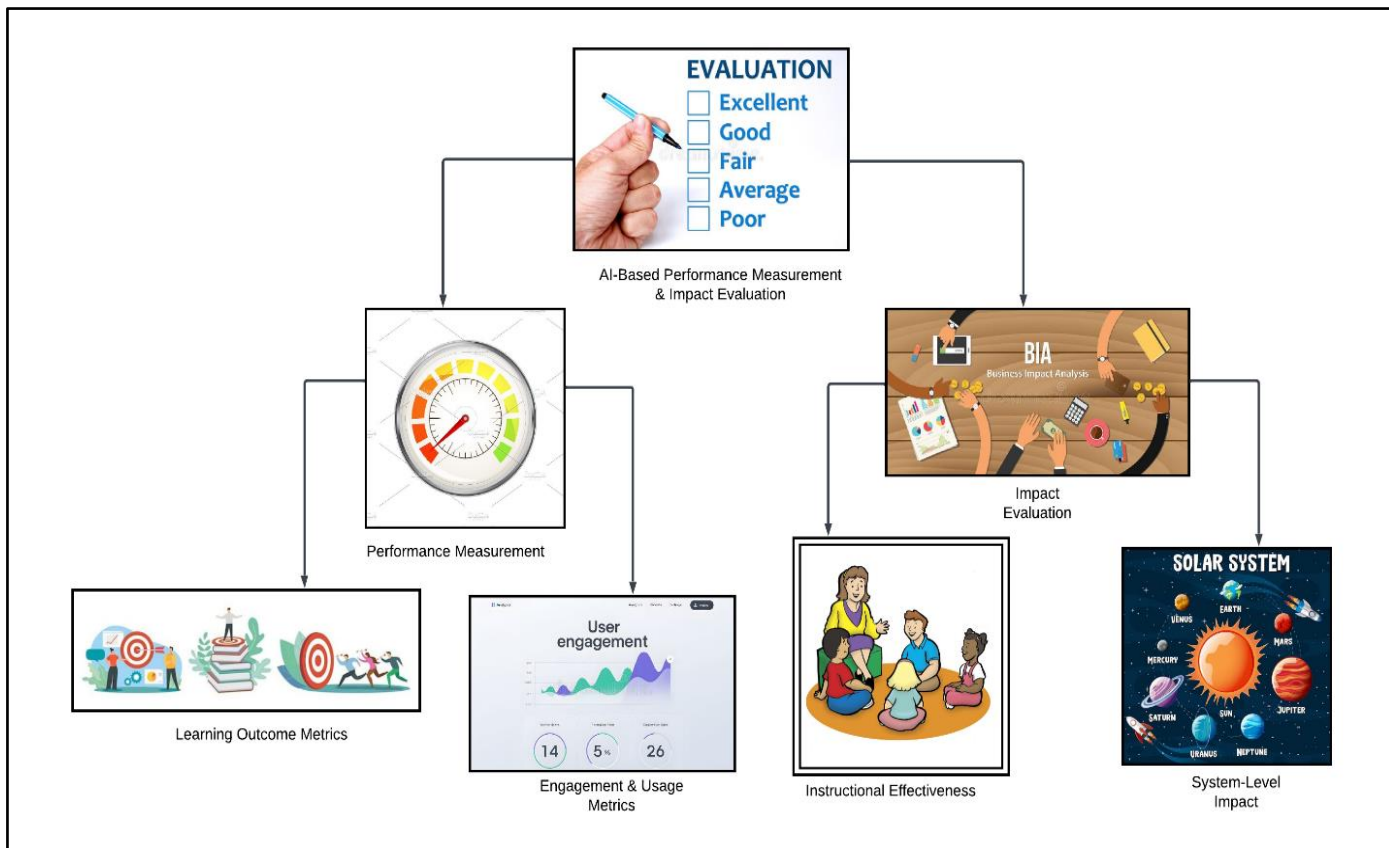 EVALUATION
Excellent
Good
Fair
Average
Poor
AI-Based Performance Measurement
& Impact Evaluation
BIA
Business Impact Analysis
Impact
Evaluation
Performance Measurement
Learning Outcome Metrics
User
engagement
14
5 %
26
Engagement & Usage
Metrics
Instructional Effectiveness
SOLAR SYSTEM
EARTH
VENUS
MARS
MERCURY
SATURN
SUN
JUPITER
URANUS
NEPTUNE
System-Level
Impact